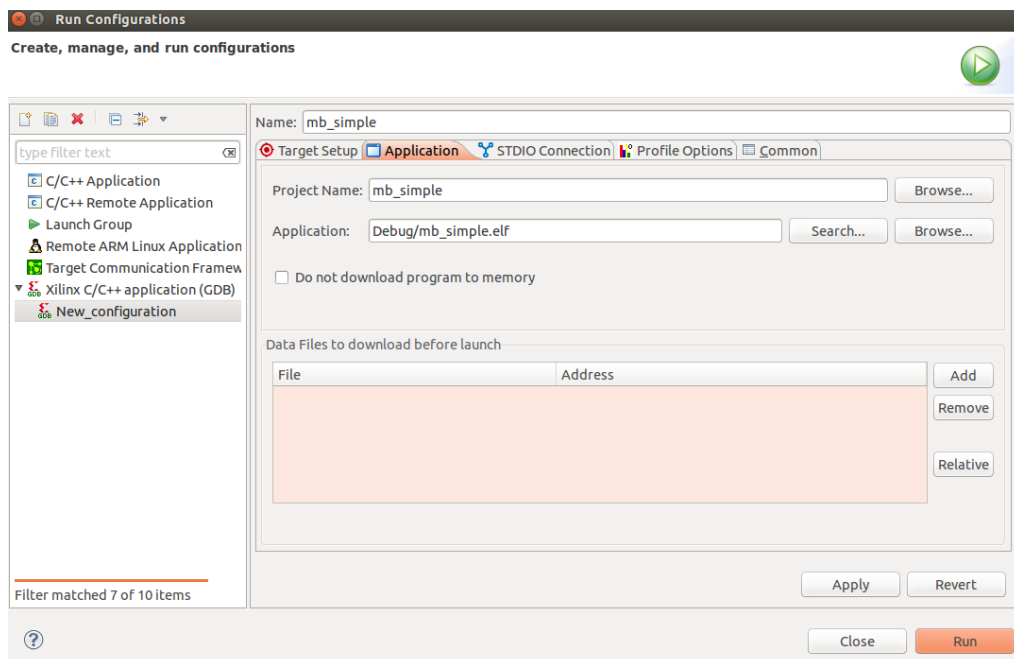 Run Configurations
Create, manage, and run configurations
Name: mb_simple
type filter text
Target Setup Application STDIO Connection Profile Options Common
C/C++ Application
C/C++ Remote Application
Launch Group
Remote ARM Linux Application
Target Communication Framew
Xilinx C/C++ application (GDB)
New_configuration
Filter matched 7 of 10 items
Project Name: mb_simple Browse...
Application: Debug/mb_simple.elf Search... Browse...
Do not download program to memory
Data Files to download before launch
File Address
Add
Remove
Relative
Apply Revert
Close Run